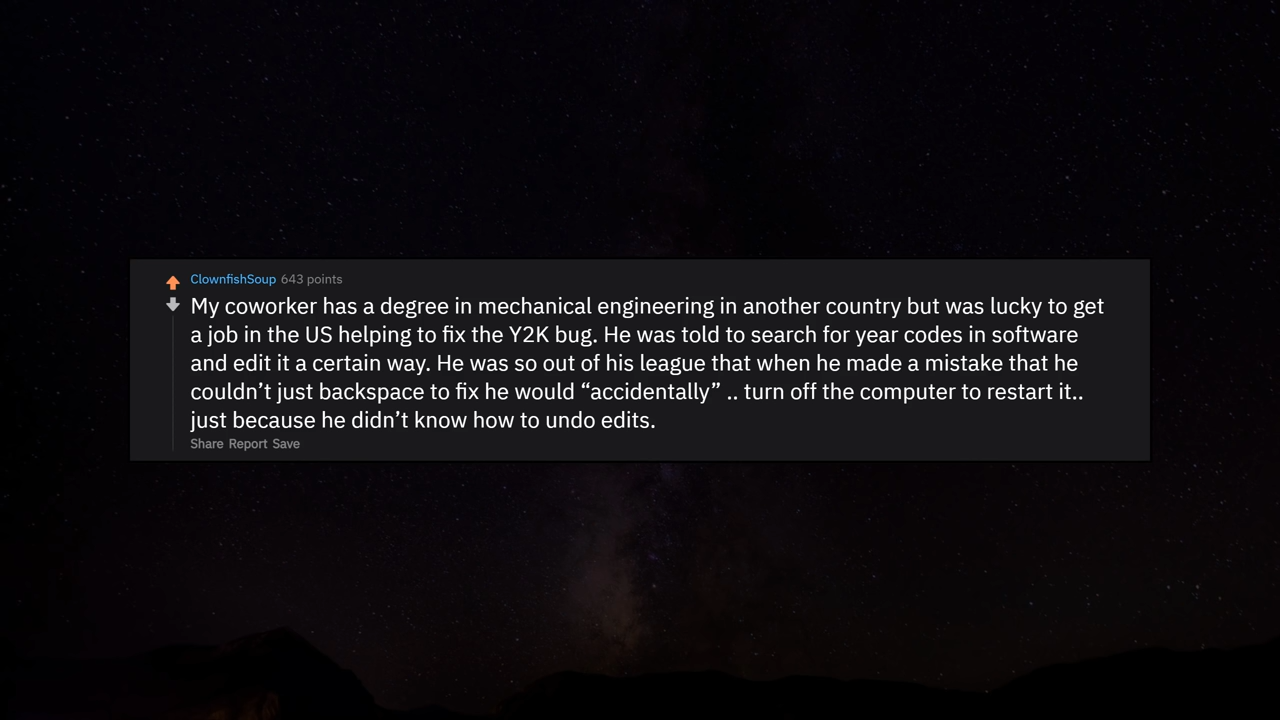 ClownfishSoup 643 points
My coworker has a degree in mechanical engineering in another country but was lucky to get
a job in the US helping to fix the Y2K bug. He was told to search for year codes in software
and edit it a certain way. He was so out of his league that when he made a mistake that he
couldn’t just backspace to fix he would “accidentally” .. turn off the computer to restart it..
just because he didn’t know how to undo edits.
Share Report Save